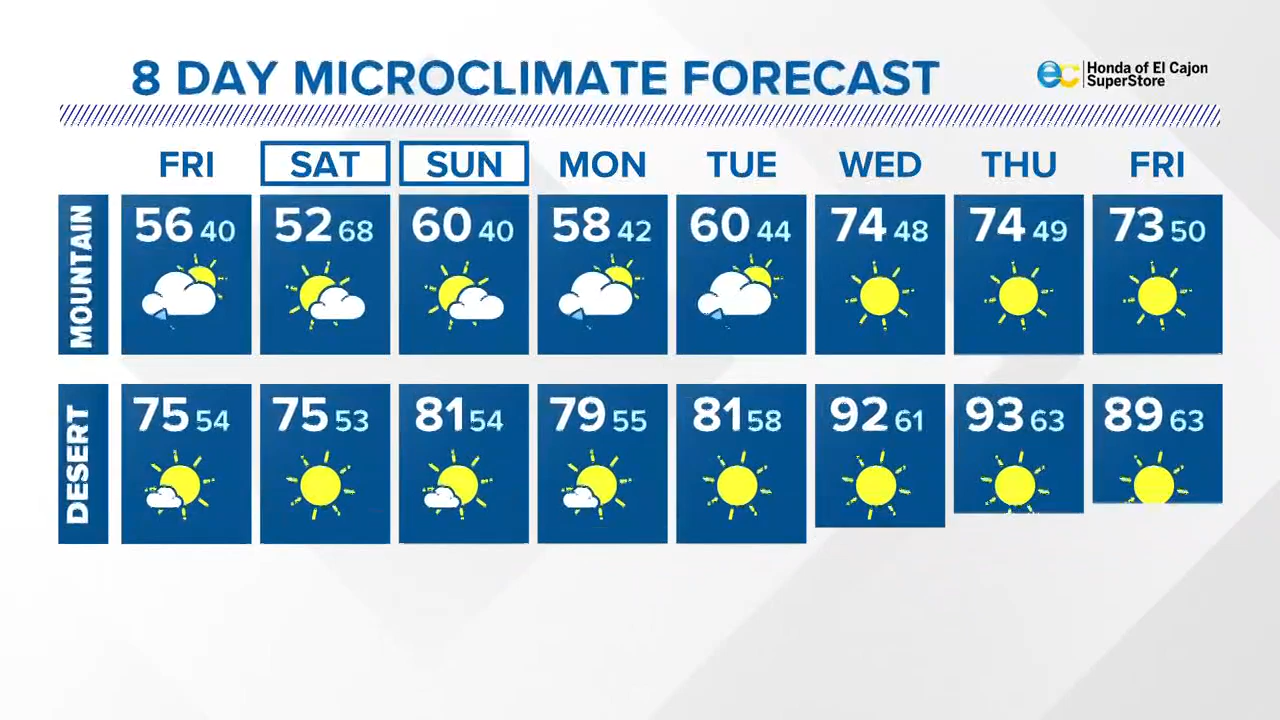 8 DAY MICROCLIMATE FORECAST
ec Honda of El Cajon
SuperStore
FRI SAT SUN MON TUE WED THU FRI
MOUNTAIN
56 40 52 68 60 40 58 42 60 44 74 48 74 49 73 50
DESERT
75 54 75 53 81 54 79 55 81 58 92 61 93 63 89 63